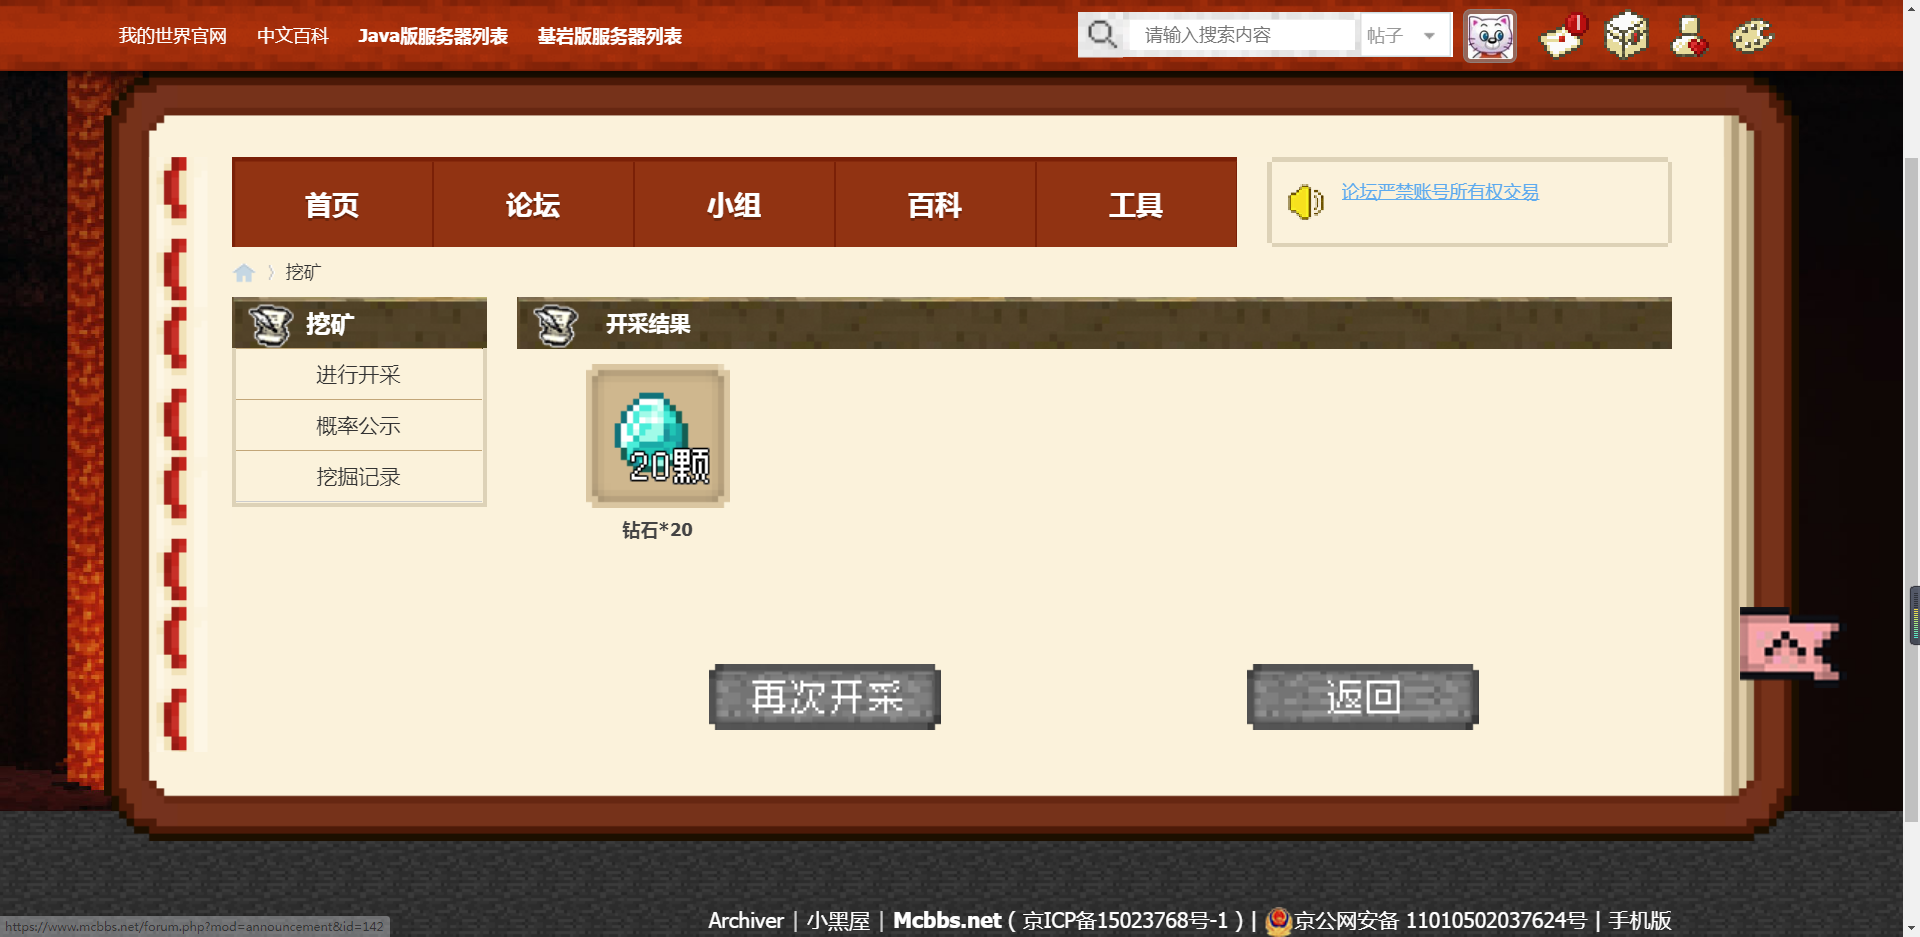 我的世界官网 中文百科 Java版服务器列表 基岩版服务器列表 请输入搜索内容 帖子
首页 论坛 小组 百科 工具
论坛严禁账号所有权交易
〉挖矿
挖矿
进行开采
概率公示
挖掘记录
开采结果
20颗
钻石*20
再次开采 返回
Archiver | 小黑屋 | Mcbbs.net ( 京ICP备15023768号-1 ) | 京公网安备 11010502037624号 | 手机版
https://www.mcbbs.net/forum.php?mod=announcement&id=142